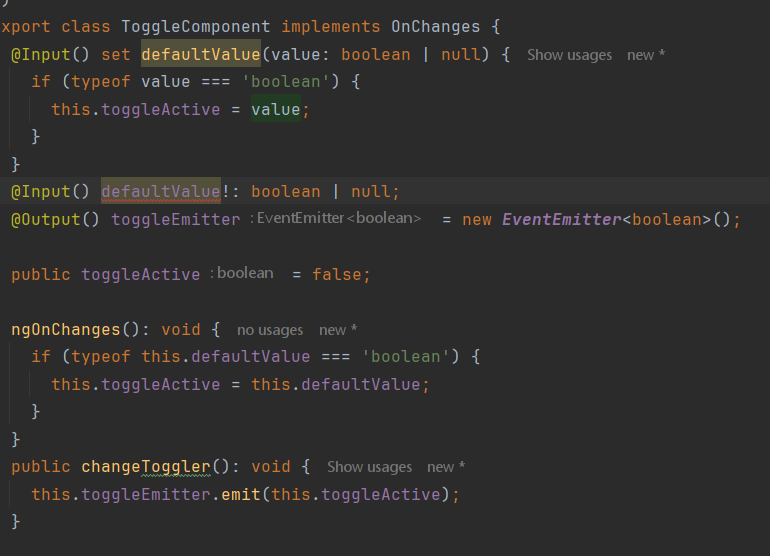 )
xport class ToggleComponent implements OnChanges {
@Input() set defaultValue(value: boolean | null) { Show usages new *
if (typeof value === 'boolean') {
this.toggleActive = value;
}
}
@Input() defaultValue!: boolean | null;
@Output() toggleEmitter : EventEmitter<boolean> = new EventEmitter<boolean>();
public toggleActive : boolean = false;
ngOnChanges(): void { no usages new *
if (typeof this.defaultValue === 'boolean') {
this.toggleActive = this.defaultValue;
}
}
public changeToggler(): void { Show usages new *
this.toggleEmitter.emit(this.toggleActive);
}